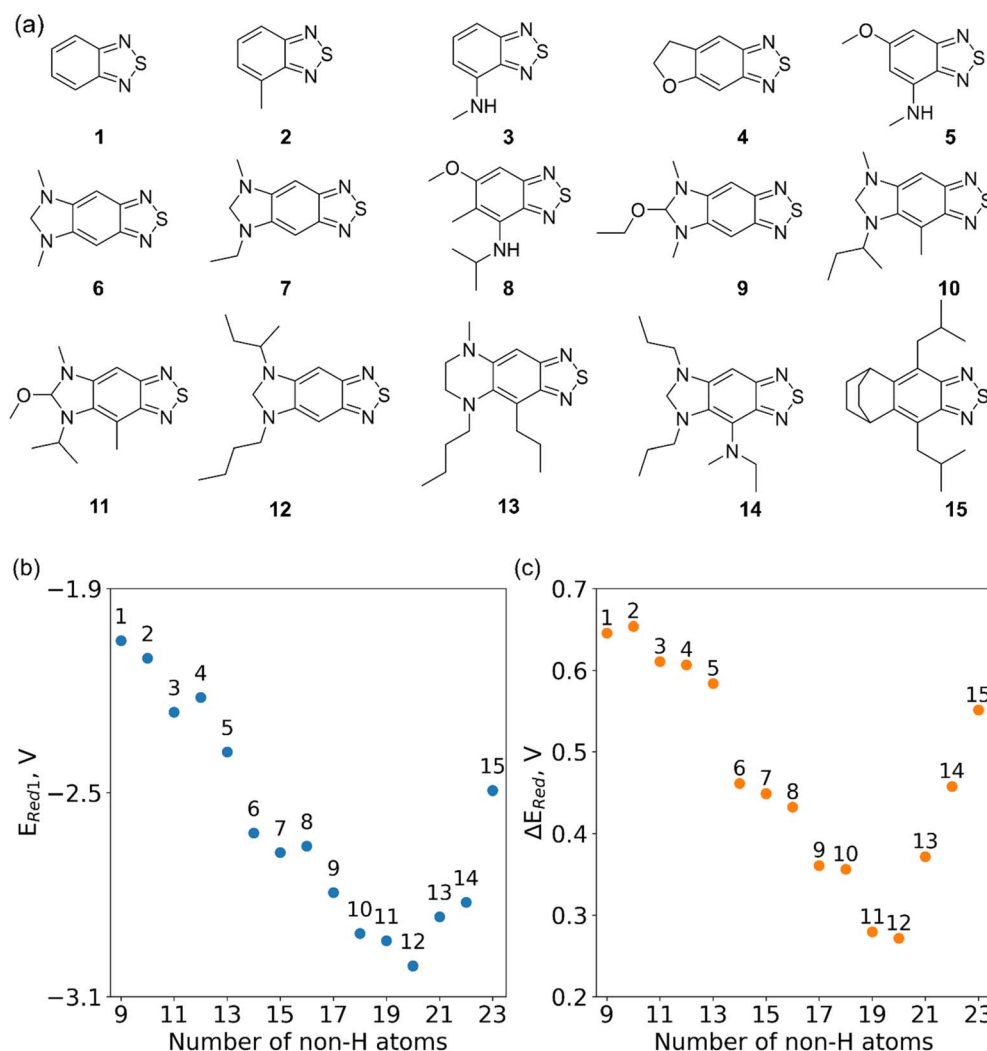 (a)
N
S
N
1
N
S
N
2
N
S
N
NH
3
O
N
S
N
4
O
N
S
N
NH
5
N
N
N
S
N
6
N
N
N
S
N
7
O
N
S
N
NH
8
O
N
N
N
S
N
9
N
N
N
S
N
10
O
N
N
N
S
N
11
N
N
N
S
N
12
N
N
N
S
N
13
N
N
N
N
S
N
14
N
S
N
15
(b)
−1.9
−2.5
−3.1
E_Red1, V
1
2
3
4
5
6
7
8
9
10
11
12
13
14
15
9 11 13 15 17 19 21 23
Number of non-H atoms
(c)
0.7
0.6
0.5
0.4
0.3
0.2
ΔE_Red, V
1
2
3
4
5
6
7
8
9
10
11
12
13
14
15
9 11 13 15 17 19 21 23
Number of non-H atoms